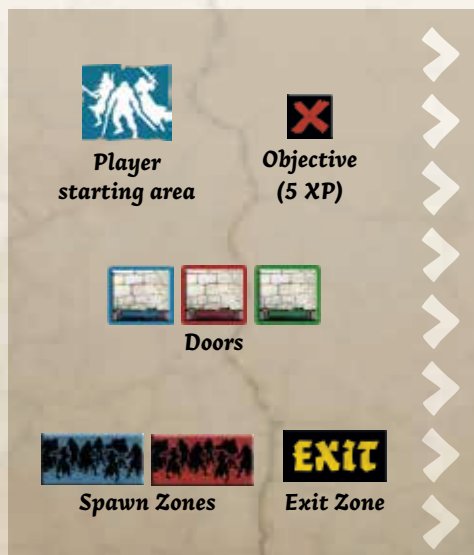 Player
starting area
Objective
(5 XP)
Doors
EXIT
Spawn Zones
Exit Zone